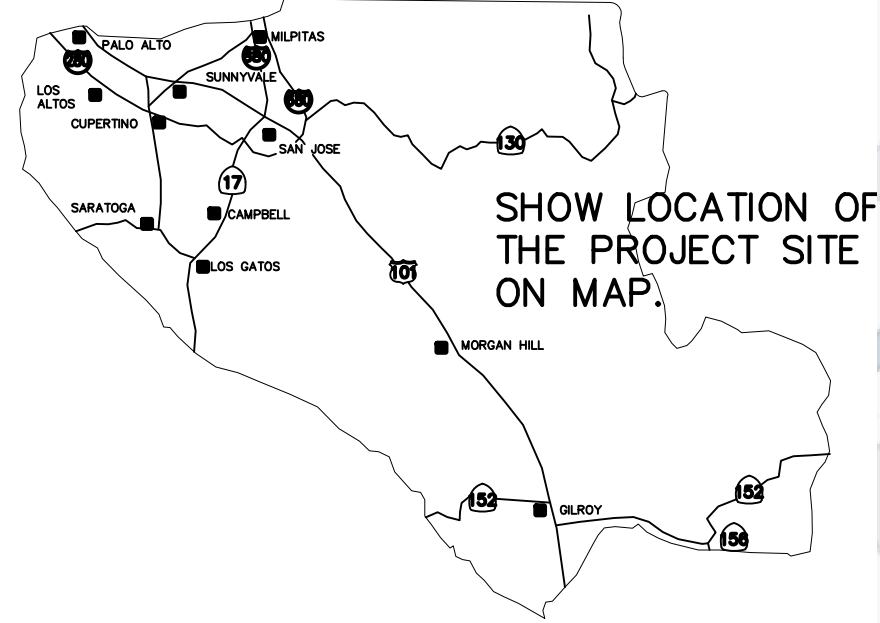 PALO ALTO
MILPITAS
280
880
SUNNYVALE
LOS
ALTOS
680
CUPERTINO
130
SAN JOSE
17
SARATOGA
CAMPBELL
SHOW LOCATION OF
THE PROJECT SITE
ON MAP.
LOS GATOS
101
MORGAN HILL
152
152
GILROY
156